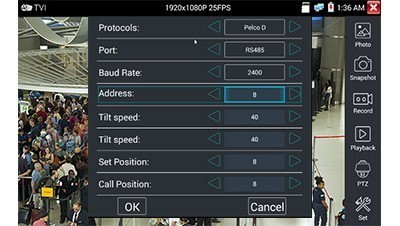 TVI 1920x1080P 25FPS 1:36 AM
Protocols: Pelco D
Port: RS485
Baud Rate: 2400
Address: 8
Tilt speed: 40
Tilt speed: 40
Set Position: 8
Call Position: 8
OK Cancel
Photo
Snapshot
Record
Playback
PTZ
Set